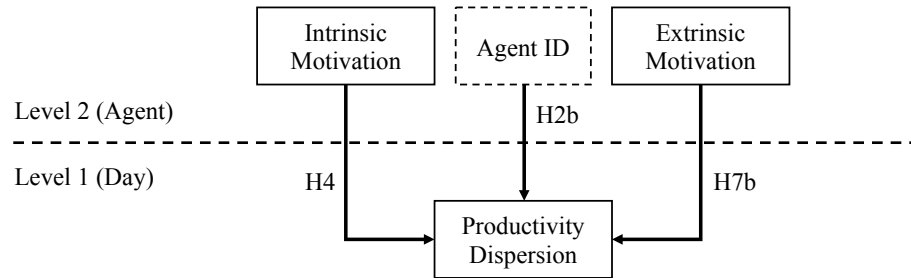 Intrinsic
Motivation
Agent ID
Extrinsic
Motivation
Level 2 (Agent)
H2b
Level 1 (Day)
H4
H7b
Productivity
Dispersion